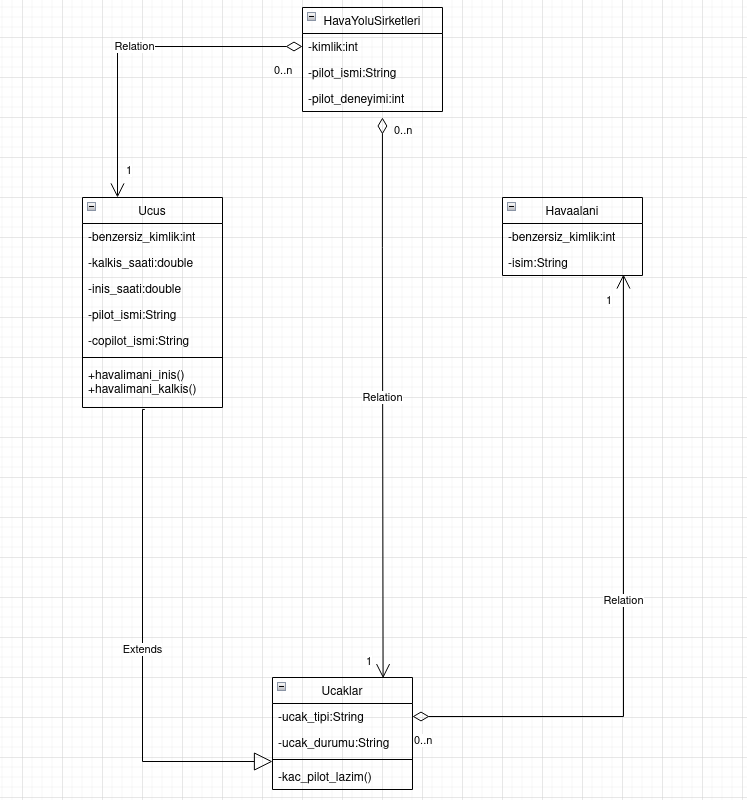 HavaYoluSirketleri
-kimlik:int
-pilot_ismi:String
-pilot_deneyimi:int
Relation
0..n
0..n
1
Ucus
-benzersiz_kimlik:int
-kalkis_saati:double
-inis_saati:double
-pilot_ismi:String
-copilot_ismi:String
+havalimani_inis()
+havalimani_kalkis()
Havaalani
-benzersiz_kimlik:int
-isim:String
1
Relation
Relation
Extends
1
Ucaklar
-ucak_tipi:String
-ucak_durumu:String
-kac_pilot_lazim()
0..n